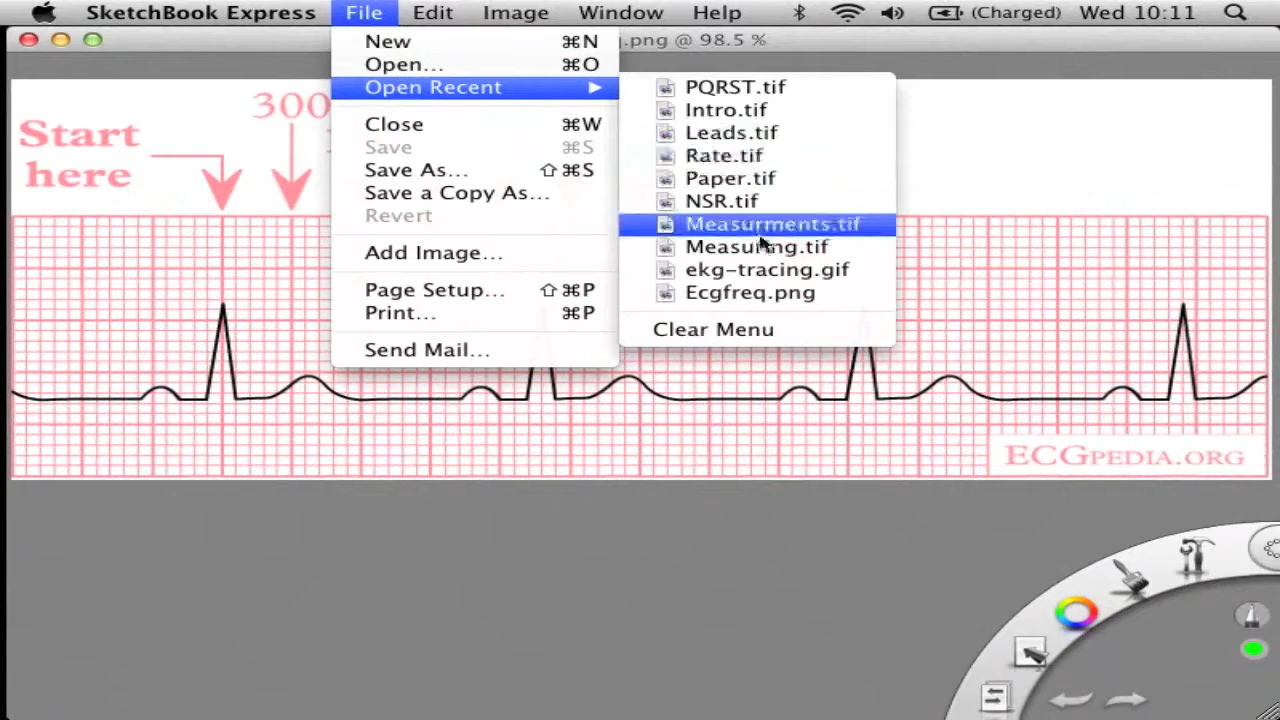 SketchBook Express File Edit Image Window Help (Charged) Wed 10:11
.png @ 98.5 %
New ⌘N
Open... ⌘O
Open Recent ▶
Close ⌘W
Save ⌘S
Save As... ⇧⌘S
Save a Copy As...
Revert
Add Image...
Page Setup... ⇧⌘P
Print... ⌘P
Send Mail...
PQRST.tif
Intro.tif
Leads.tif
Rate.tif
Paper.tif
NSR.tif
Measurments.tif
Measuring.tif
ekg-tracing.gif
Ecgfreq.png
Clear Menu
Start
here
300
ECGPEDIA.ORG